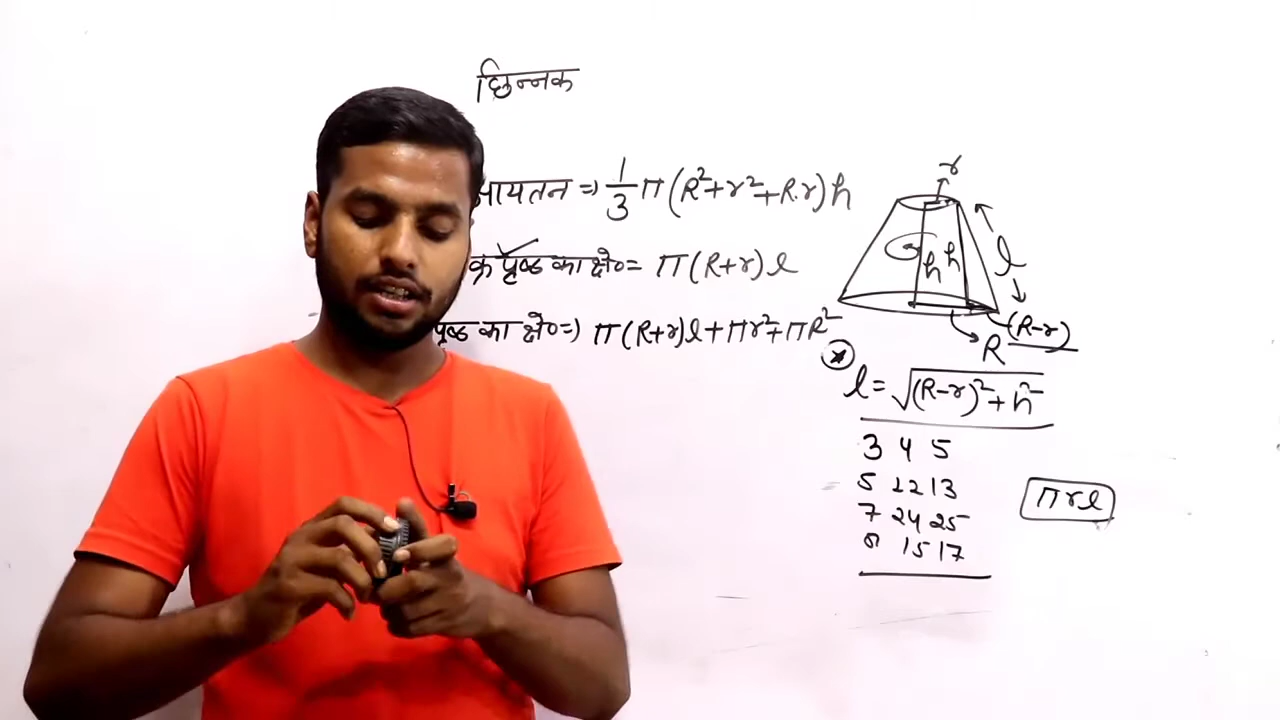 छिन्नक
आयतन ⇒ 1/3 π(R²+r²+R.r)h
पृष्ठ का क्षे० = π(R+r)l
पृष्ठ का क्षे० ⇒ π(R+r)l+πr²+πR²
r
h h
l
(R-r)
R
l = √(R-r)²+h²
3 4 5
5 12 13
7 24 25
8 15 17
πrl